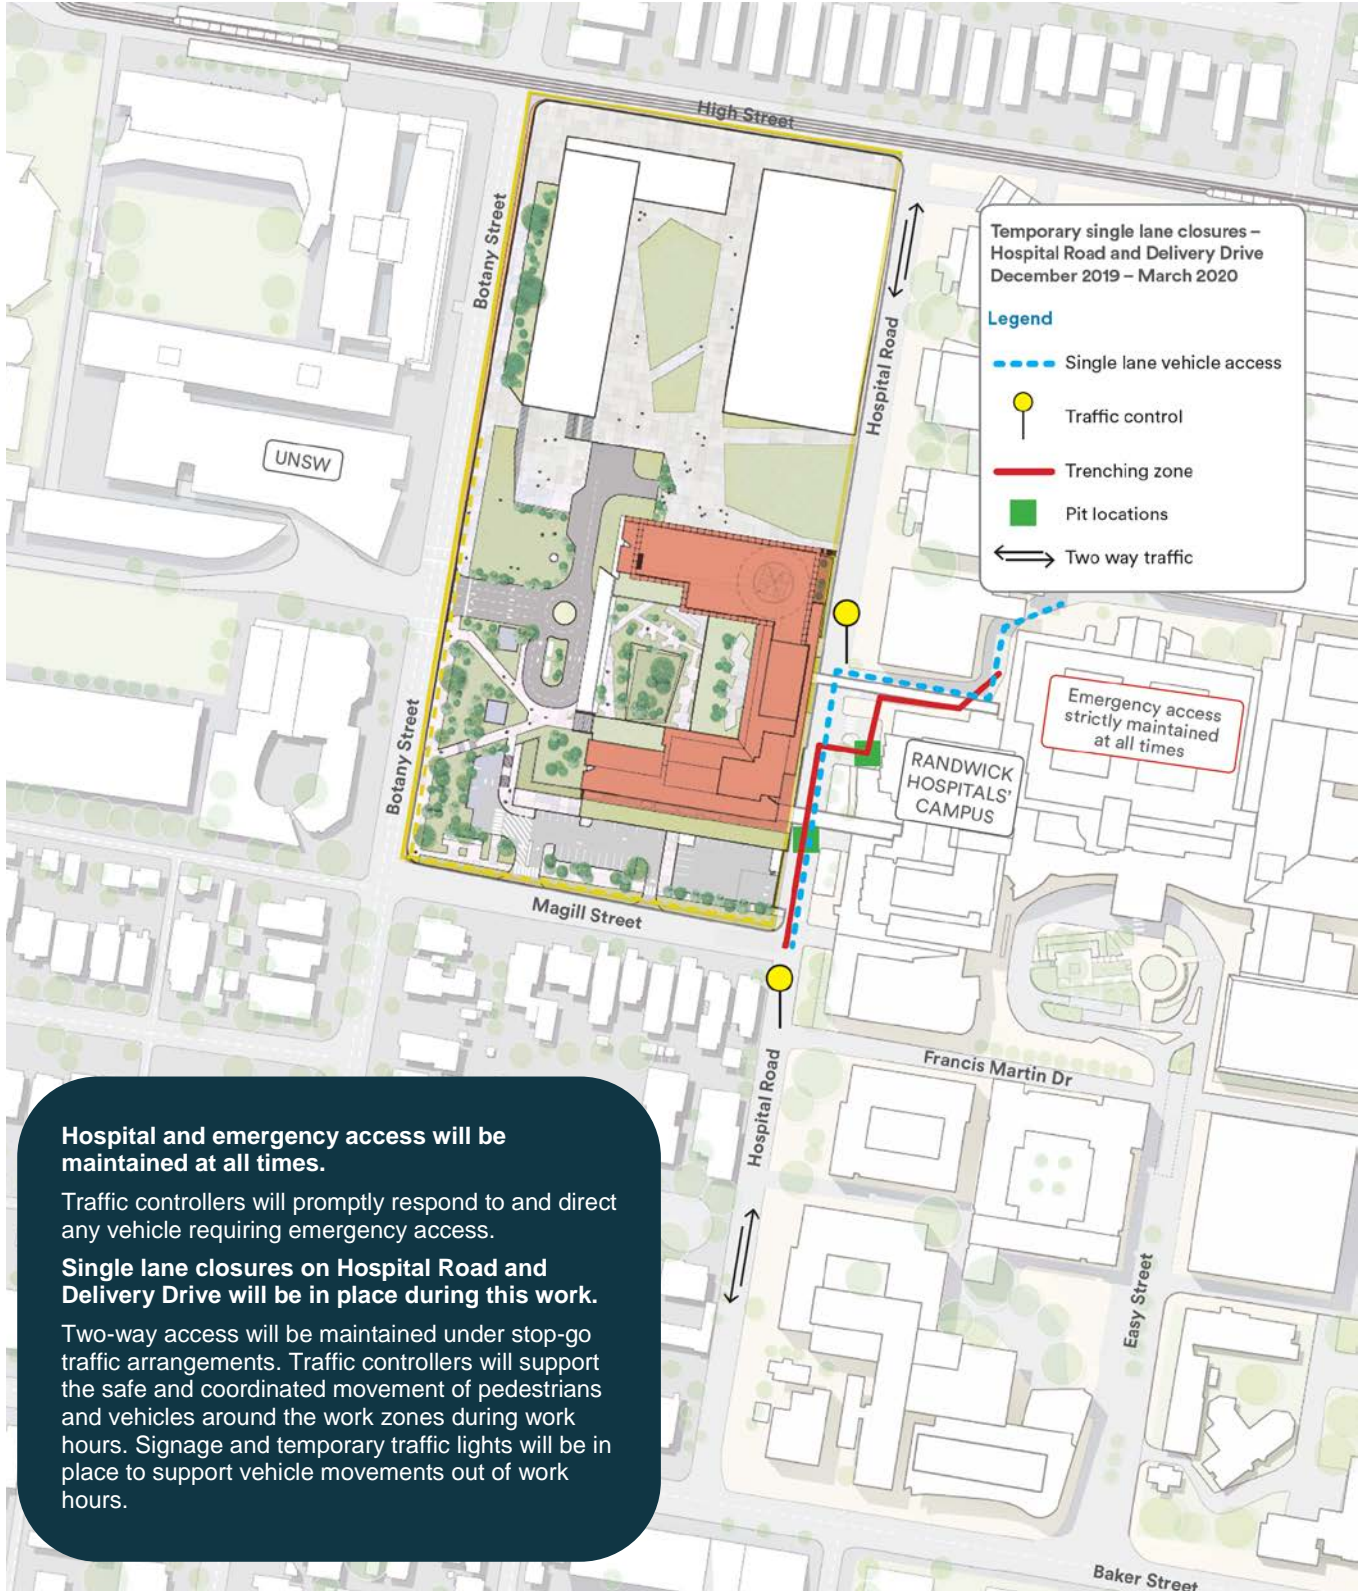 High Street
Botany Street
Temporary single lane closures –
Hospital Road and Delivery Drive
December 2019 – March 2020
Legend
Single lane vehicle access
Traffic control
Trenching zone
Pit locations
Two way traffic
Hospital Road
UNSW
Emergency access
strictly maintained
at all times
RANDWICK
HOSPITALS'
CAMPUS
Botany Street
Magill Street
Francis Martin Dr
Hospital Road
Easy Street
Baker Street
Hospital and emergency access will be
maintained at all times.
Traffic controllers will promptly respond to and direct
any vehicle requiring emergency access.
Single lane closures on Hospital Road and
Delivery Drive will be in place during this work.
Two-way access will be maintained under stop-go
traffic arrangements. Traffic controllers will support
the safe and coordinated movement of pedestrians
and vehicles around the work zones during work
hours. Signage and temporary traffic lights will be in
place to support vehicle movements out of work
hours.